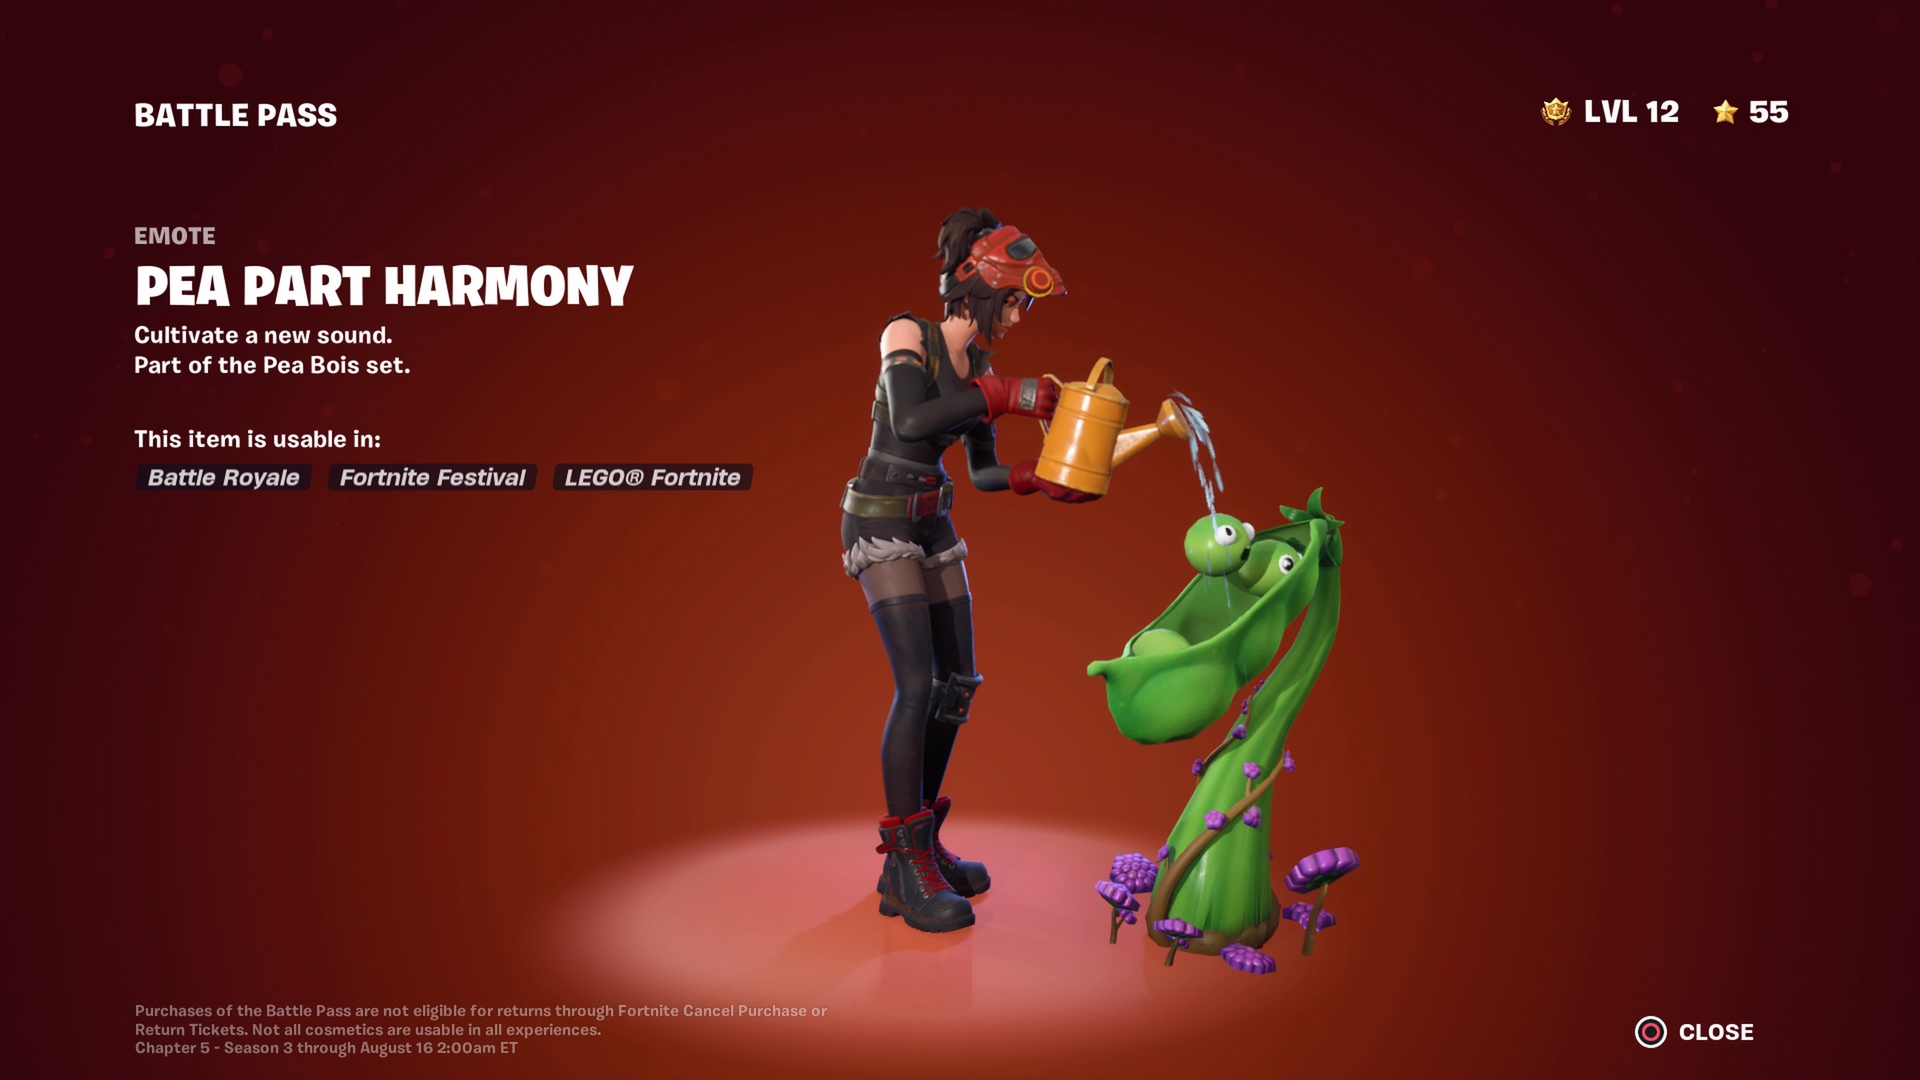 BATTLE PASS
LVL 12 55
EMOTE
PEA PART HARMONY
Cultivate a new sound.
Part of the Pea Bois set.
This item is usable in:
Battle Royale Fortnite Festival LEGO® Fortnite
Purchases of the Battle Pass are not eligible for returns through Fortnite Cancel Purchase or
Return Tickets. Not all cosmetics are usable in all experiences.
Chapter 5 - Season 3 through August 16 2:00am ET
CLOSE